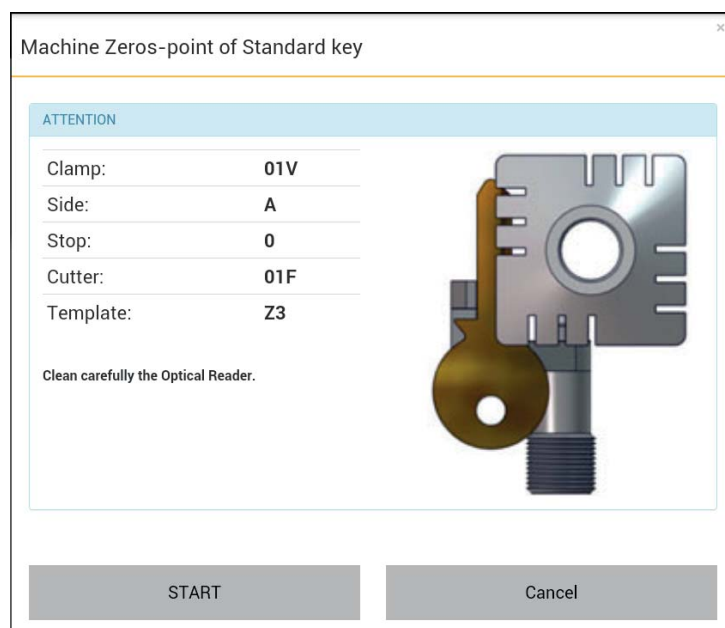 Machine Zeros-point of Standard key
×
ATTENTION
Clamp: 01V
Side: A
Stop: 0
Cutter: 01F
Template: Z3
Clean carefully the Optical Reader.
START Cancel